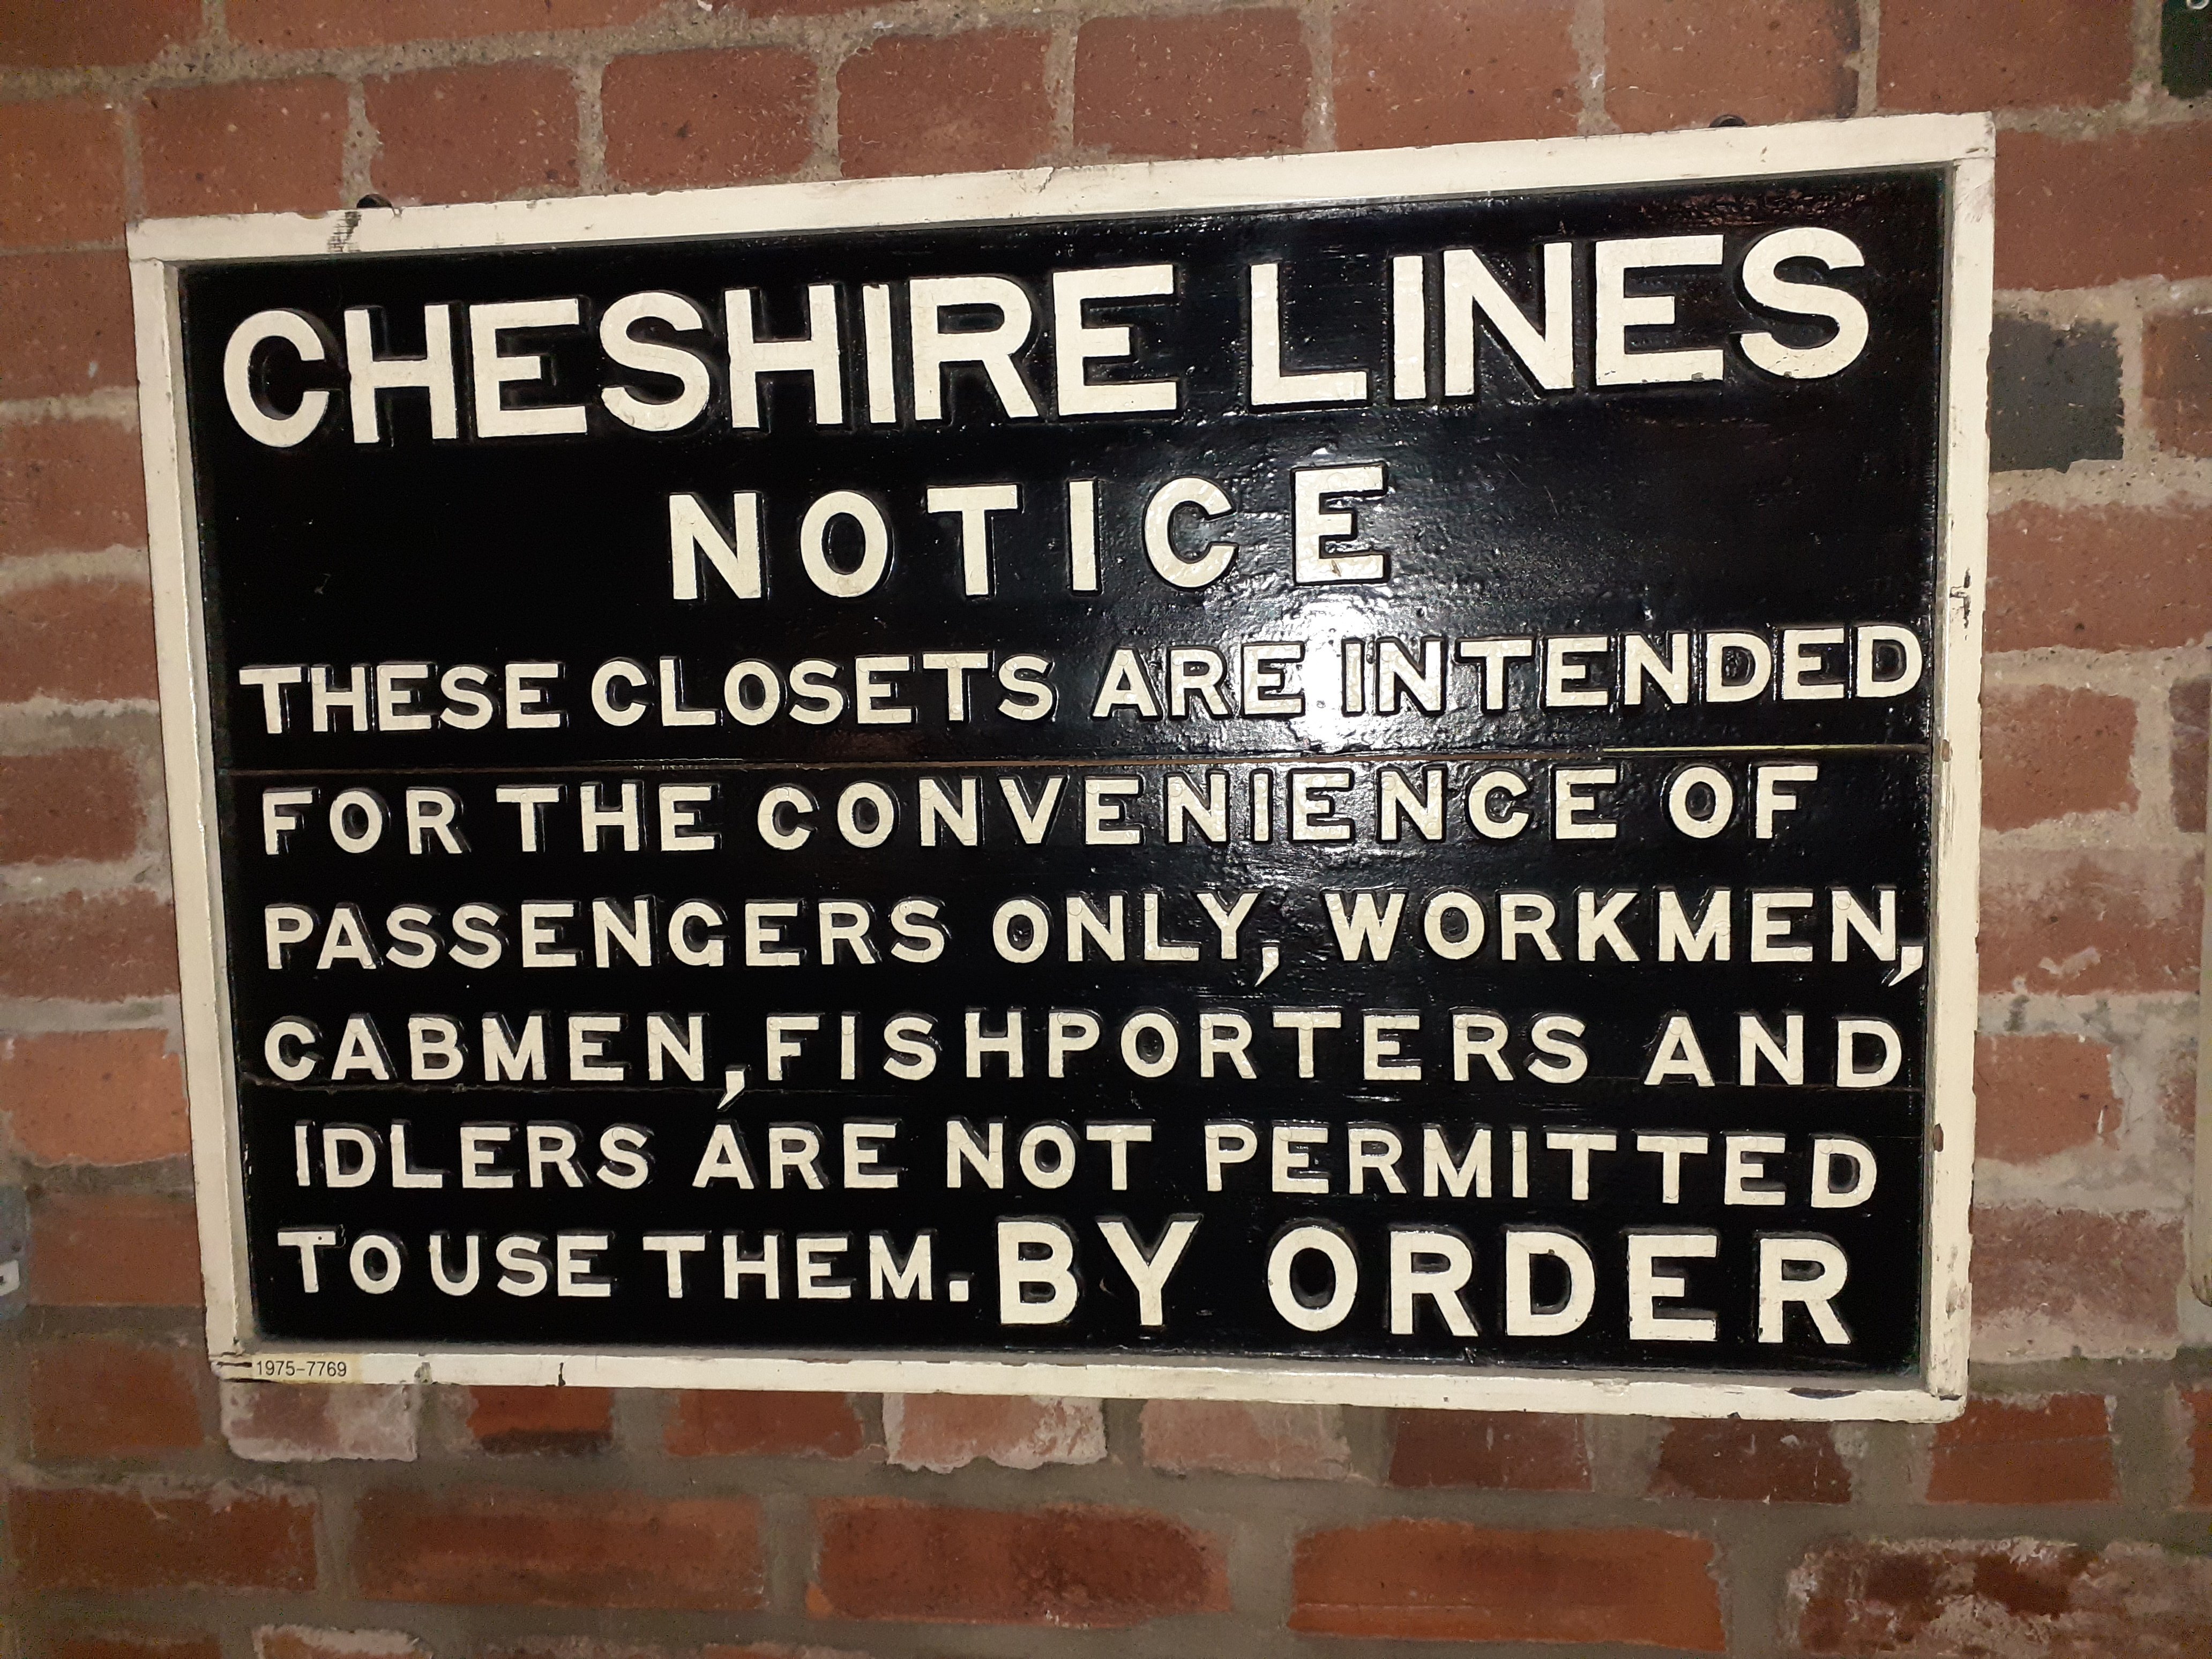 CHESHIRE LINES
NOTICE
THESE CLOSETS ARE INTENDED
FOR THE CONVENIENCE OF
PASSENGERS ONLY, WORKMEN,
CABMEN, FISHPORTERS AND
IDLERS ARE NOT PERMITTED
TO USE THEM. BY ORDER
1975-7769